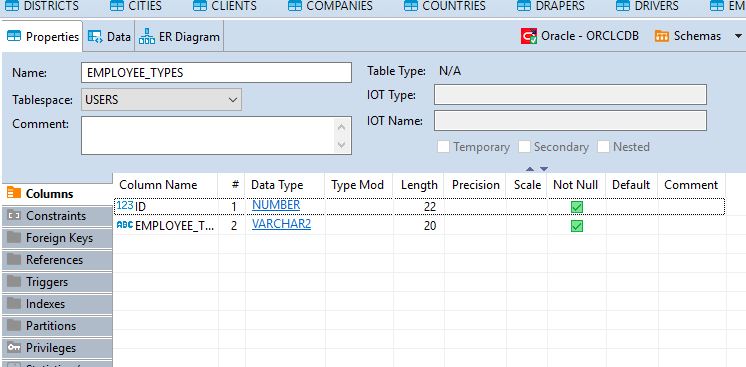 DISTRICTS CITIES CLIENTS COMPANIES COUNTRIES DRAPERS DRIVERS EM
Properties Data ER Diagram Oracle - ORCLCDB Schemas
Name: EMPLOYEE_TYPES Table Type: N/A
Tablespace: USERS IOT Type:
Comment: IOT Name:
Temporary Secondary Nested
Columns Column Name # Data Type Type Mod Length Precision Scale Not Null Default Comment
Constraints 123 ID 1 NUMBER 22
Foreign Keys ABC EMPLOYEE_T... 2 VARCHAR2 20
References
Triggers
Indexes
Partitions
Privileges